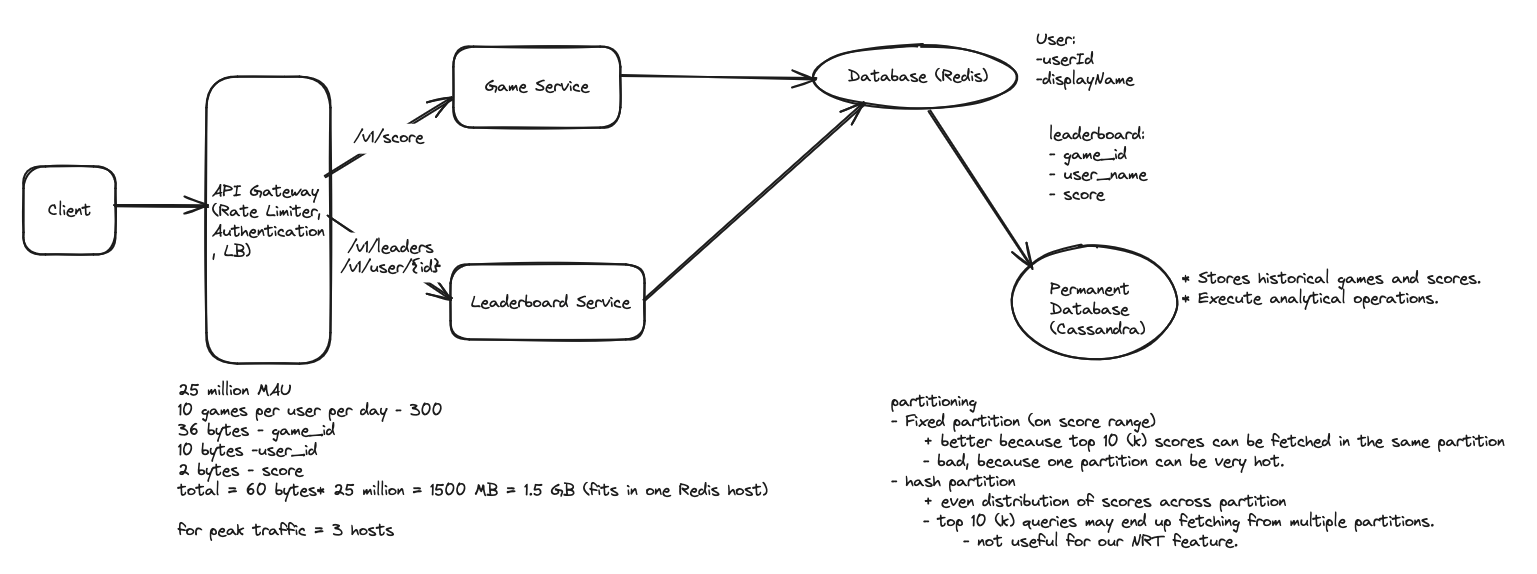 Client
API Gateway
(Rate Limiter,
Authentication
, LB)
/v1/score
/v1/leaders
/v1/user/{id}
Game Service
Leaderboard Service
Database (Redis)
User:
-userId
-displayName
leaderboard:
- game_id
- user_name
- score
Permanent
Database
(Cassandra)
* Stores historical games and scores.
* Execute analytical operations.
25 million MAU
10 games per user per day - 300
36 bytes - game_id
10 bytes -user_id
2 bytes - score
total = 60 bytes* 25 million = 1500 MB = 1.5 GB (fits in one Redis host)
for peak traffic = 3 hosts
partitioning
- Fixed partition (on score range)
+ better because top 10 (k) scores can be fetched in the same partition
- bad, because one partition can be very hot.
- hash partition
+ even distribution of scores across partition
- top 10 (k) queries may end up fetching from multiple partitions.
- not useful for our NRT feature.